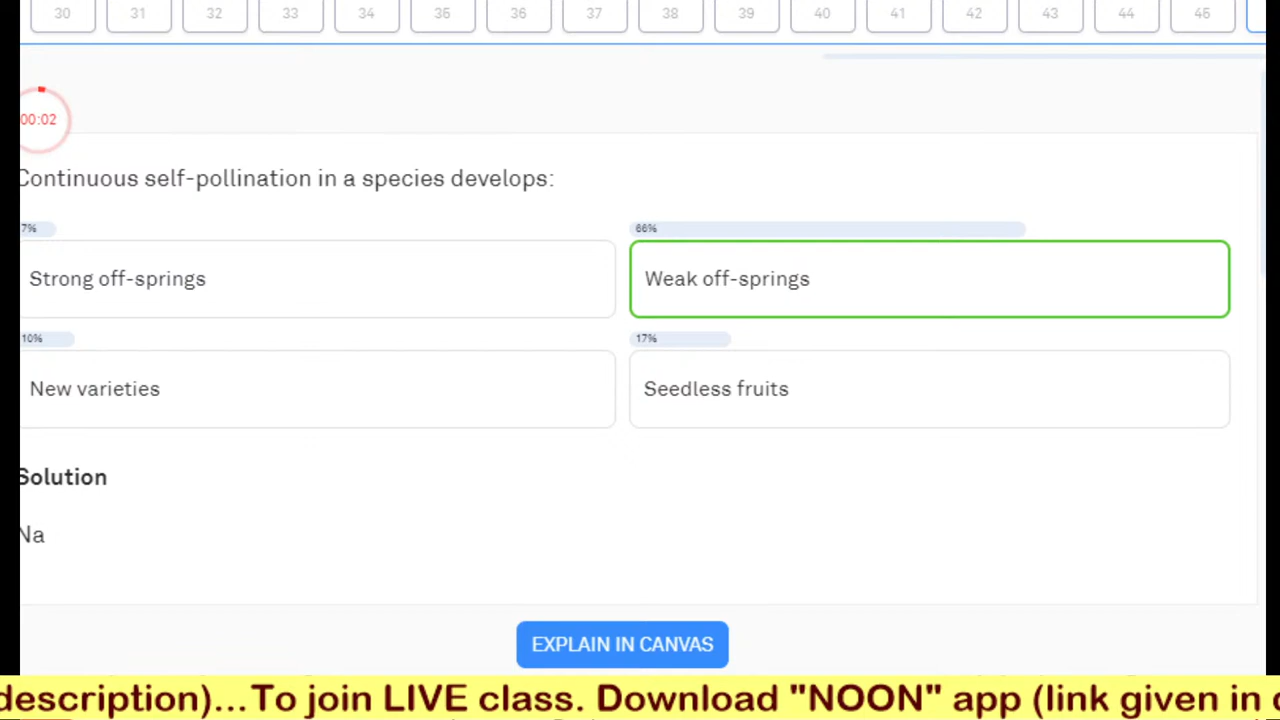 30 31 32 33 34 35 36 37 38 39 40 41 42 43 44 45
00:02
Continuous self-pollination in a species develops:
7% 66%
Strong off-springs Weak off-springs
10% 17%
New varieties Seedless fruits
Solution
Na
EXPLAIN IN CANVAS
description)...To join LIVE class. Download "NOON" app (link given in